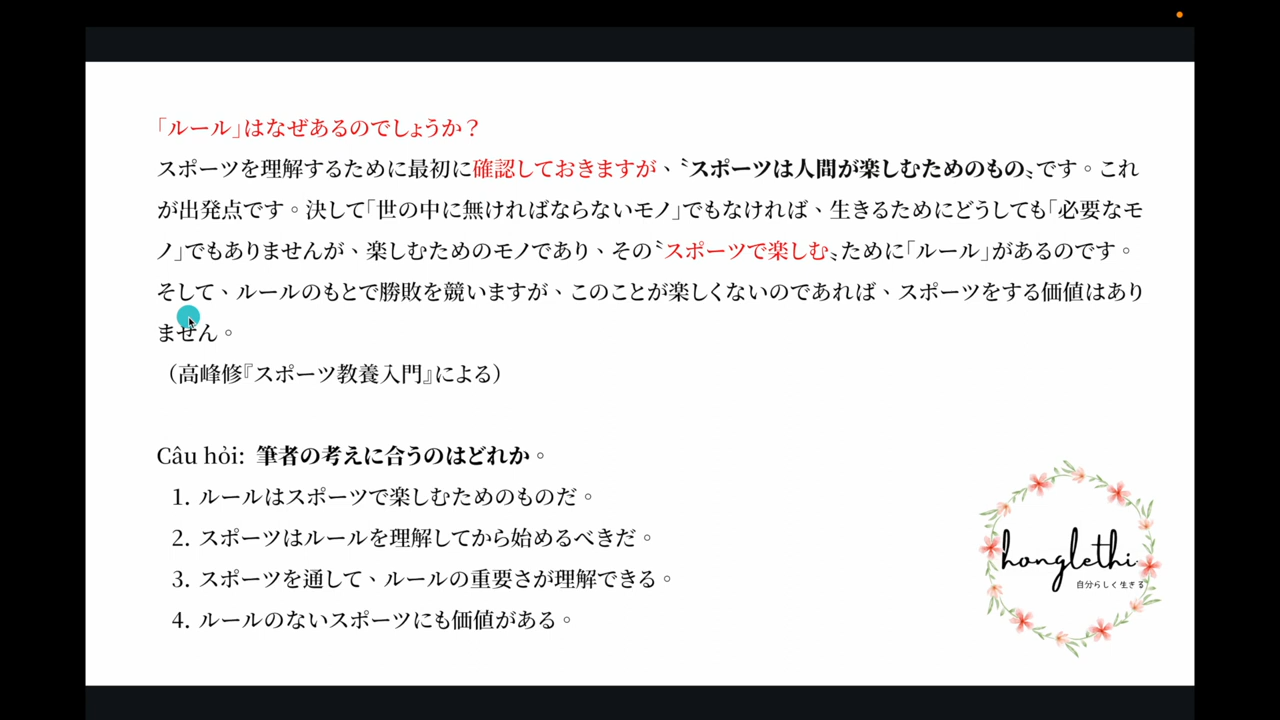 「ルール」はなぜあるのでしょうか？
スポーツを理解するために最初に確認しておきますが、〝スポーツは人間が楽しむためのもの〟です。これ
が出発点です。決して「世の中に無ければならないモノ」でもなければ、生きるためにどうしても「必要なモ
ノ」でもありませんが、楽しむためのモノであり、その〝スポーツで楽しむ〟ために「ルール」があるのです。
そして、ルールのもとで勝敗を競いますが、このことが楽しくないのであれば、スポーツをする価値はあり
ません。
（高峰修『スポーツ教養入門』による）
Câu hỏi: 筆者の考えに合うのはどれか。
1. ルールはスポーツで楽しむためのものだ。
2. スポーツはルールを理解してから始めるべきだ。
3. スポーツを通して、ルールの重要さが理解できる。
4. ルールのないスポーツにも価値がある。
honglethi
自分らしく生きる